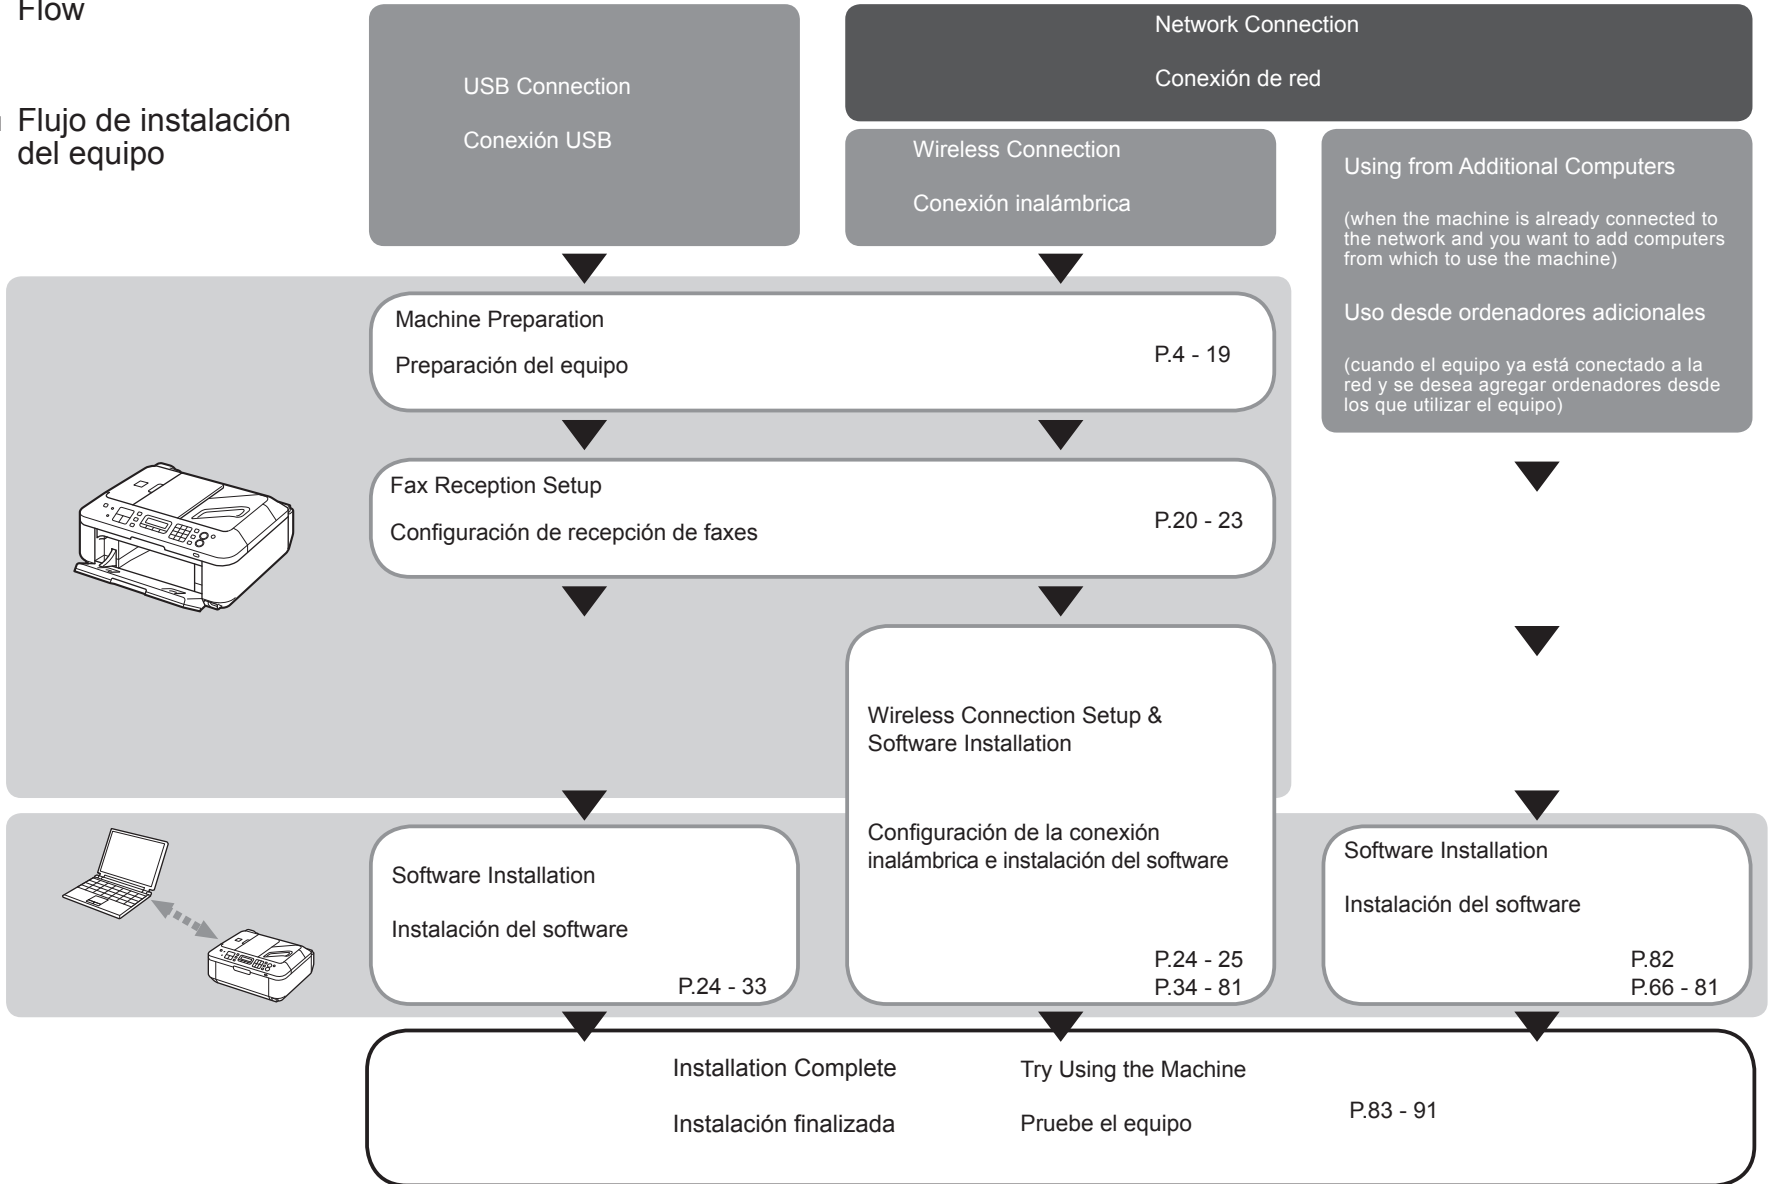 Flow
Flujo de instalación
del equipo
USB Connection
Conexión USB
Network Connection
Conexión de red
Wireless Connection
Conexión inalámbrica
Using from Additional Computers
(when the machine is already connected to
the network and you want to add computers
from which to use the machine)
Uso desde ordenadores adicionales
(cuando el equipo ya está conectado a la
red y se desea agregar ordenadores desde
los que utilizar el equipo)
Machine Preparation
Preparación del equipo
P.4 - 19
Fax Reception Setup
Configuración de recepción de faxes
P.20 - 23
Wireless Connection Setup &
Software Installation
Configuración de la conexión
inalámbrica e instalación del software
P.24 - 25
P.34 - 81
Software Installation
Instalación del software
P.24 - 33
Software Installation
Instalación del software
P.82
P.66 - 81
Installation Complete
Instalación finalizada
Try Using the Machine
Pruebe el equipo
P.83 - 91